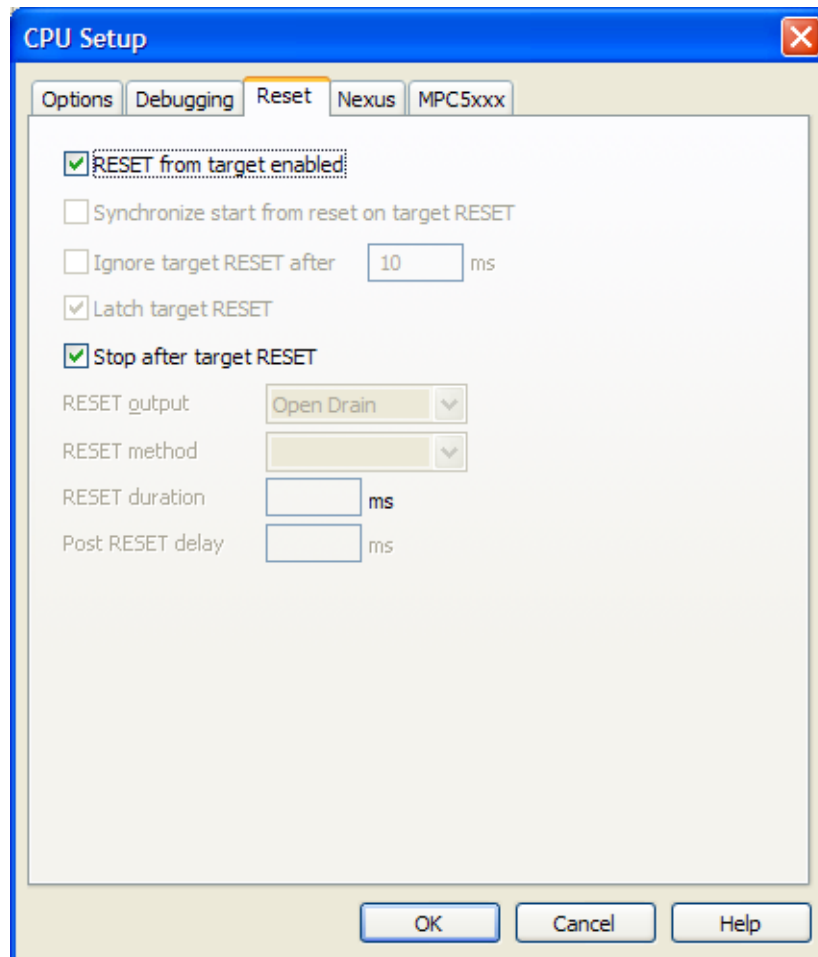 CPU Setup
Options Debugging Reset Nexus MPC5xxx
RESET from target enabled
Synchronize start from reset on target RESET
Ignore target RESET after 10 ms
Latch target RESET
Stop after target RESET
RESET output Open Drain
RESET method
RESET duration ms
Post RESET delay ms
OK Cancel Help